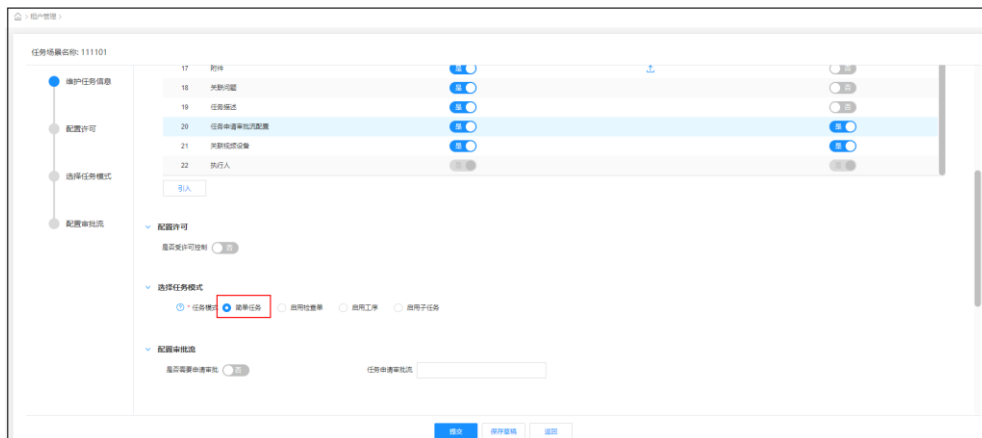 租户管理
任务场景名称: 111101
维护任务信息
配置许可
选择任务模式
配置审批流
17 附件 是 否
18 关联问题 是 否
19 任务描述 是 否
20 任务申请审批流配置 是 是
21 关联视频设备 是 是
22 执行人
引入
配置许可
是否受许可控制 否
选择任务模式
* 任务模式 简单任务 启用检查单 启用工序 启用子任务
配置审批流
是否需要申请审批 否 任务申请审批流
提交 保存草稿 返回